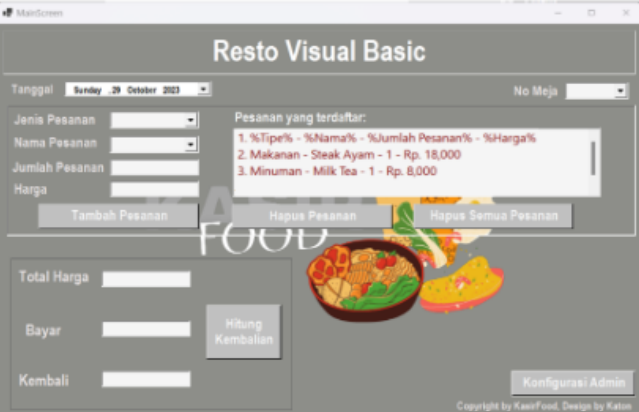 MainScreen
Resto Visual Basic
Tanggal Sunday , 29 October 2023
No Meja
Jenis Pesanan
Nama Pesanan
Jumlah Pesanan
Harga
Tambah Pesanan
Pesanan yang terdaftar:
1. %Tipe% - %Nama% - %Jumlah Pesanan% - %Harga%
2. Makanan - Steak Ayam - 1 - Rp. 18,000
3. Minuman - Milk Tea - 1 - Rp. 8,000
Hapus Pesanan
Hapus Semua Pesanan
KASIR
FOOD
Total Harga
Bayar
Kembali
Hitung
Kembalian
Konfigurasi Admin
Copyright by KasirFood, Design by Katon